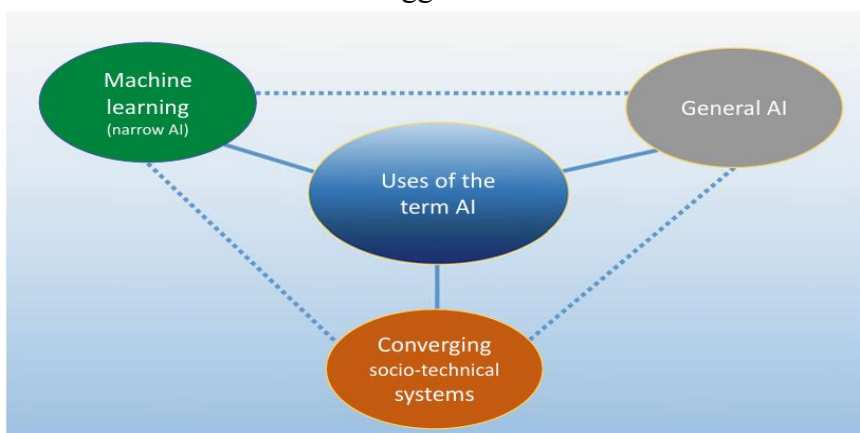 Machine
learning
(narrow AI)
General AI
Uses of the
term AI
Converging
socio-technical
systems